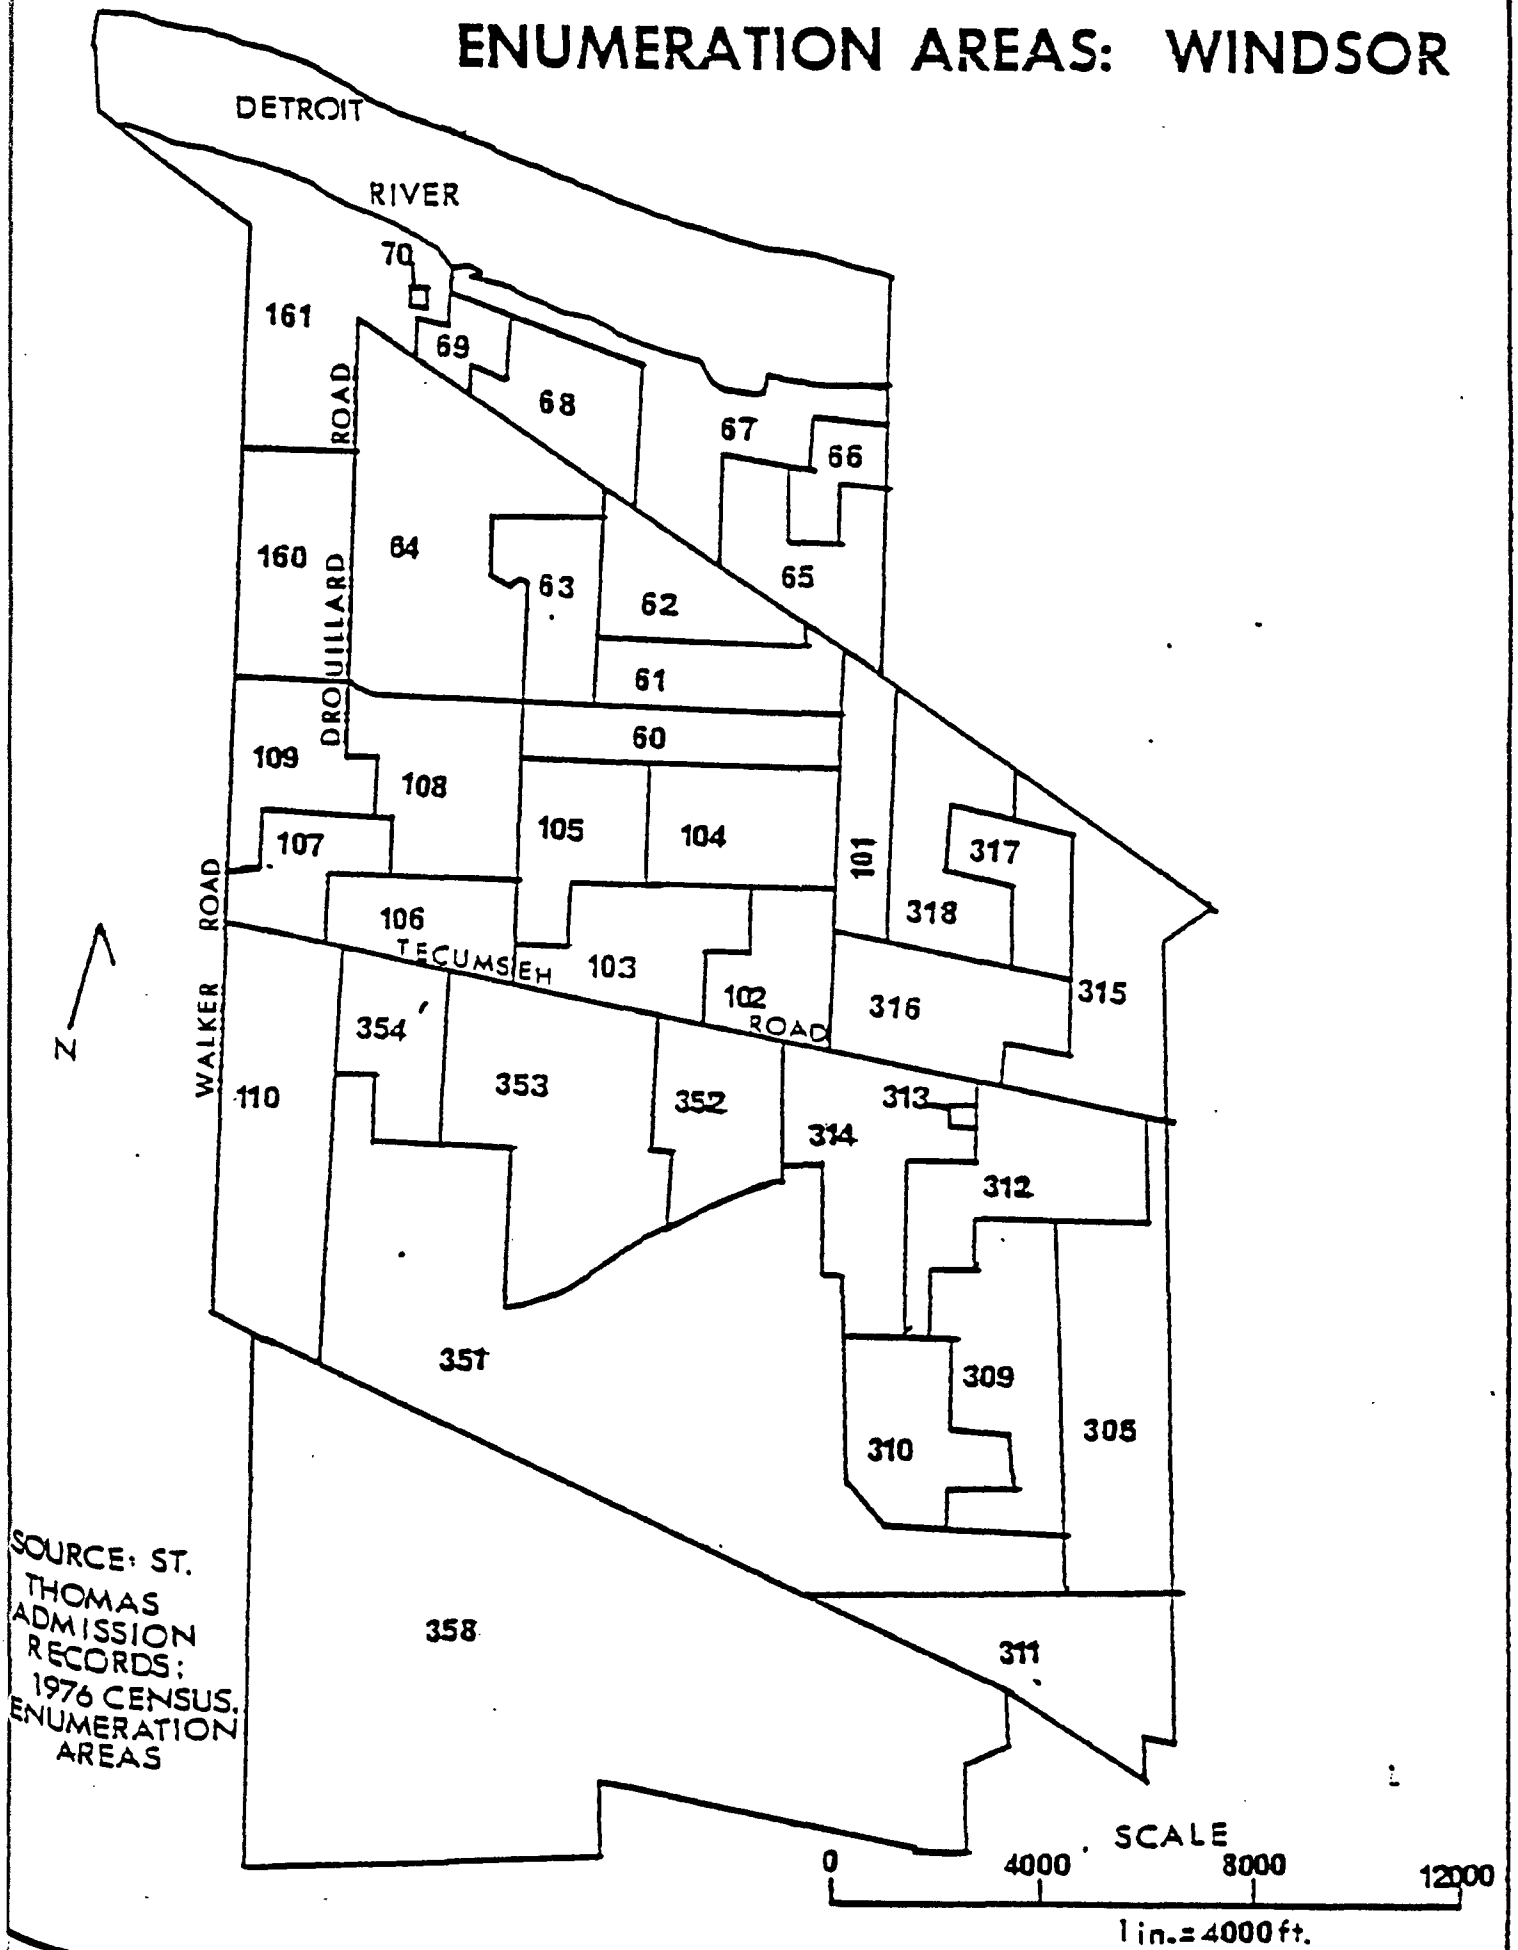 ENUMERATION AREAS: WINDSOR
DETROIT
RIVER
70
161
69
ROAD
68
67
66
160
64
DROUILLARD
63
62
65
61
60
109
108
107
105
104
101
317
318
WALKER ROAD
106
TECUMSEH
103
102
ROAD
316
315
N
354
353
352
313
314
110
312
351
309
310
305
SOURCE: ST.
THOMAS
ADMISSION
RECORDS;
1976 CENSUS.
ENUMERATION
AREAS
358
311
SCALE
0 4000 8000 12000
1 in.=4000 ft.